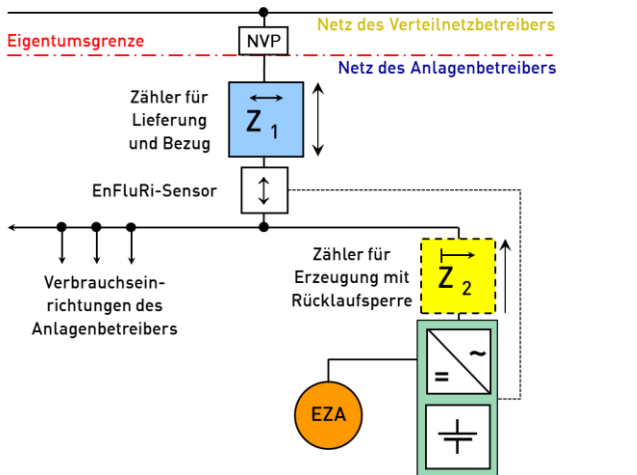 Netz des Verteilnetzbetreibers
Eigentumsgrenze
NVP
Netz des Anlagenbetreibers
Zähler für
Lieferung
und Bezug
Z 1
EnFluRi-Sensor
Zähler für
Erzeugung mit
Rücklaufsperre
Z 2
Verbrauchsein-
richtungen des
Anlagenbetreibers
= ~
EZA